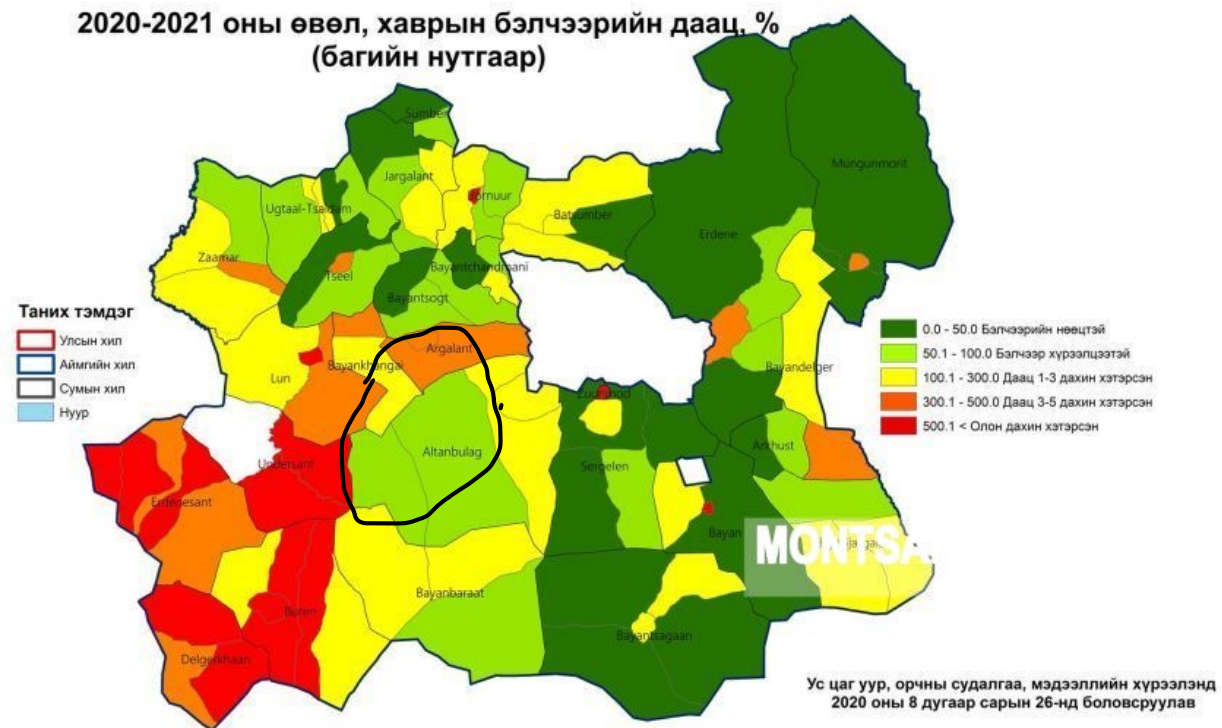 2020-2021 оны өвөл, хаврын бэлчээрийн даац, %
(багийн нутгаар)
Sumber
Mungunmorit
Jargalant
Bornuur
Ugtaal-Tsaidam
Batsumber
Erdene
Zaamar
Tseel
Bayantchandmani
Bayantsogt
Таних тэмдэг
Улсын хил
Аймгийн хил
Сумын хил
Нуур
0.0 - 50.0 Бэлчээрийн нөөцтэй
50.1 - 100.0 Бэлчээр хүрээлцээтэй
100.1 - 300.0 Даац 1-3 дахин хэтэрсэн
300.1 - 500.0 Даац 3-5 дахин хэтэрсэн
500.1 < Олон дахин хэтэрсэн
Argalant
Bayankhangai
Lun
Bayandelger
Zuunmod
Arkhust
Altanbulag
Undersant
Sergelen
Erdenesant
Bayan
MONTSA
Bayanbaraat
Buren
Bayantsagaan
Delgerkhaan
Ус цаг уур, орчны судалгаа, мэдээллийн хүрээлэнд
2020 оны 8 дугаар сарын 26-нд боловсруулав